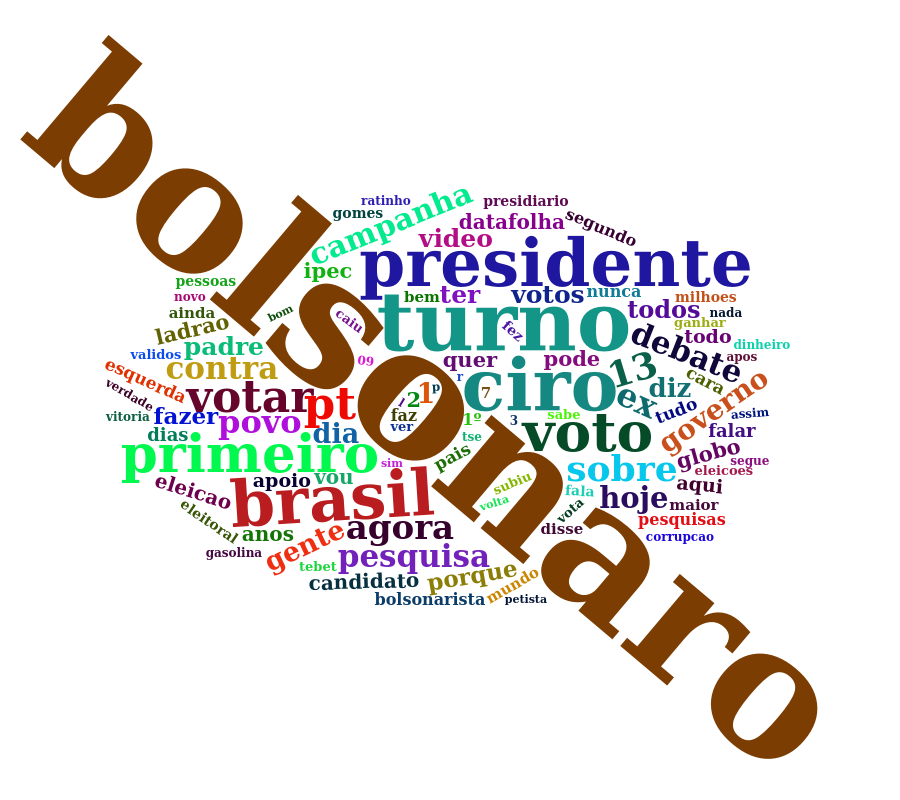 bolsonaro
ratinho
presidiario
gomes
campanha
datafolha
segundo
video
presidente
ipec
pessoas
novo
bem
ter
votos
nunca
milhoes
ainda
bom
caiu
turno
fez
todos
nada
ganhar
ladrao
padre
debate
todo
dinheiro
validos
contra
09
quer
pode
apos
esquerda
r
ciro
13
diz
cara
verdade
votar
pt
1
2
1
p
7
ex
tudo
governo
assim
vitoria
fazer
povo
dia
faz
ver
1º
3
sabe
voto
falar
dias
primeiro
tse
pais
sim
sobre
globo
segue
eleicoes
eleicao
apoio
vou
brasil
subiu
volta
fala
hoje
aqui
maior
eleitoral
anos
gente
agora
vota
disse
pesquisas
corrupcao
gasolina
tebet
pesquisa
candidato
porque
mundo
bolsonarista
petista